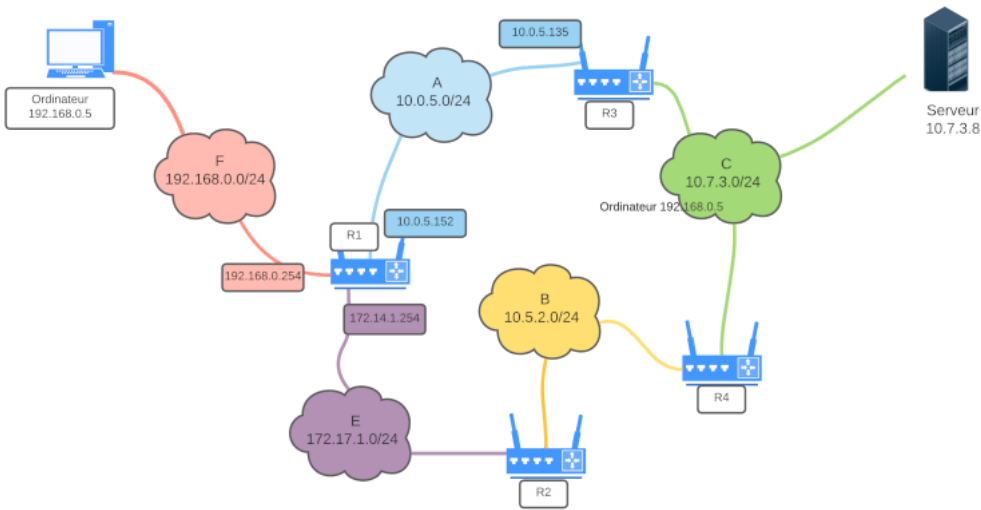 10.0.5.135
Ordinateur
192.168.0.5
A
10.0.5.0/24
R3
Serveur
10.7.3.8
F
192.168.0.0/24
C
10.7.3.0/24
Ordinateur 192.168.0.5
R1
10.0.5.152
192.168.0.254
172.14.1.254
B
10.5.2.0/24
R4
E
172.17.1.0/24
R2